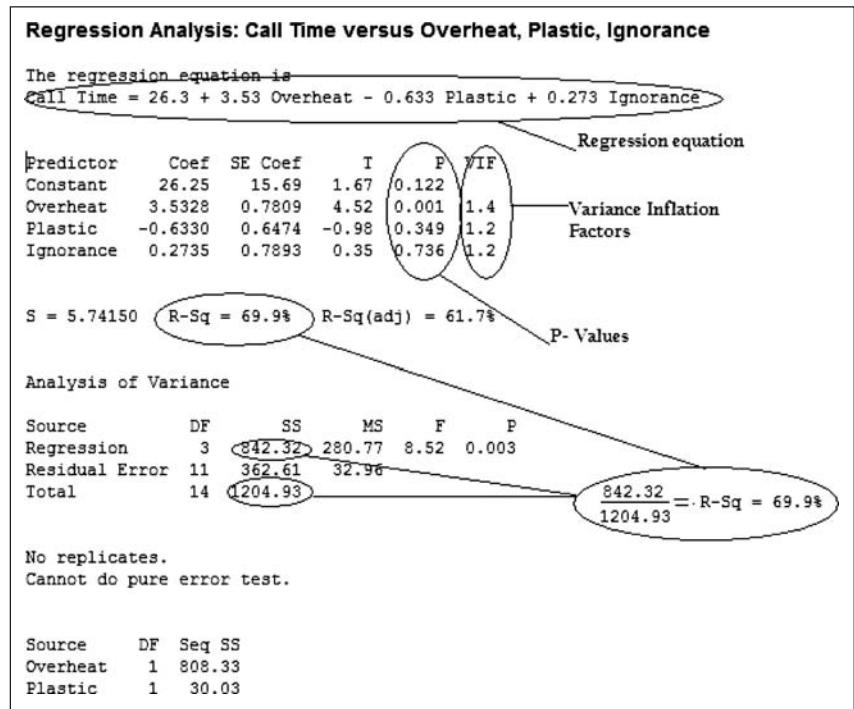 Regression Analysis: Call Time versus Overheat, Plastic, Ignorance
The regression equation is
Call Time = 26.3 + 3.53 Overheat - 0.633 Plastic + 0.273 Ignorance
Regression equation
Predictor Coef SE Coef T P VIF
Constant 26.25 15.69 1.67 0.122
Overheat 3.5328 0.7809 4.52 0.001 1.4
Plastic -0.6330 0.6474 -0.98 0.349 1.2
Ignorance 0.2735 0.7893 0.35 0.736 1.2
Variance Inflation
Factors
S = 5.74150 R-Sq = 69.9% R-Sq(adj) = 61.7%
P- Values
Analysis of Variance
Source DF SS MS F P
Regression 3 842.32 280.77 8.52 0.003
Residual Error 11 362.61 32.96
Total 14 1204.93
842.32
1204.93 = R-Sq = 69.9%
No replicates.
Cannot do pure error test.
Source DF Seq SS
Overheat 1 808.33
Plastic 1 30.03